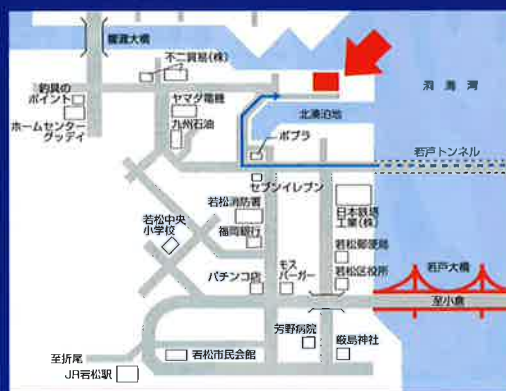 響灘大橋
不二貿易(株)
釣具の
ポイント
ヤマダ電機
ホームセンター
グッデイ
九州石油
北湊泊地
洞海湾
ポプラ
若戸トンネル
セブンイレブン
若松消防署
日本鉄塔
工業(株)
若松中央
小学校
福岡銀行
若松郵便局
パチンコ店
モス
バーガー
若松区役所
若戸大橋
至小倉
芳野病院
厳島神社
若松市民会館
至折尾
JR若松駅